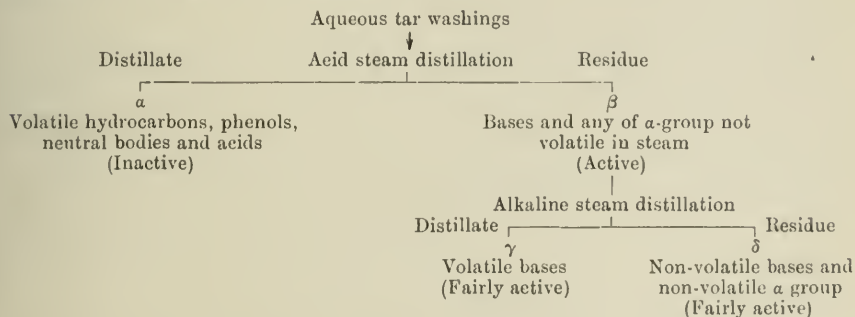 Aqueous tar washings
Distillate Acid steam distillation Residue
α β
Volatile hydrocarbons, phenols, Bases and any of α-group not
neutral bodies and acids volatile in steam
(Inactive) (Active)
Alkaline steam distillation
Distillate Residue
γ δ
Volatile bases Non-volatile bases and
(Fairly active) non-volatile α group
(Fairly active)